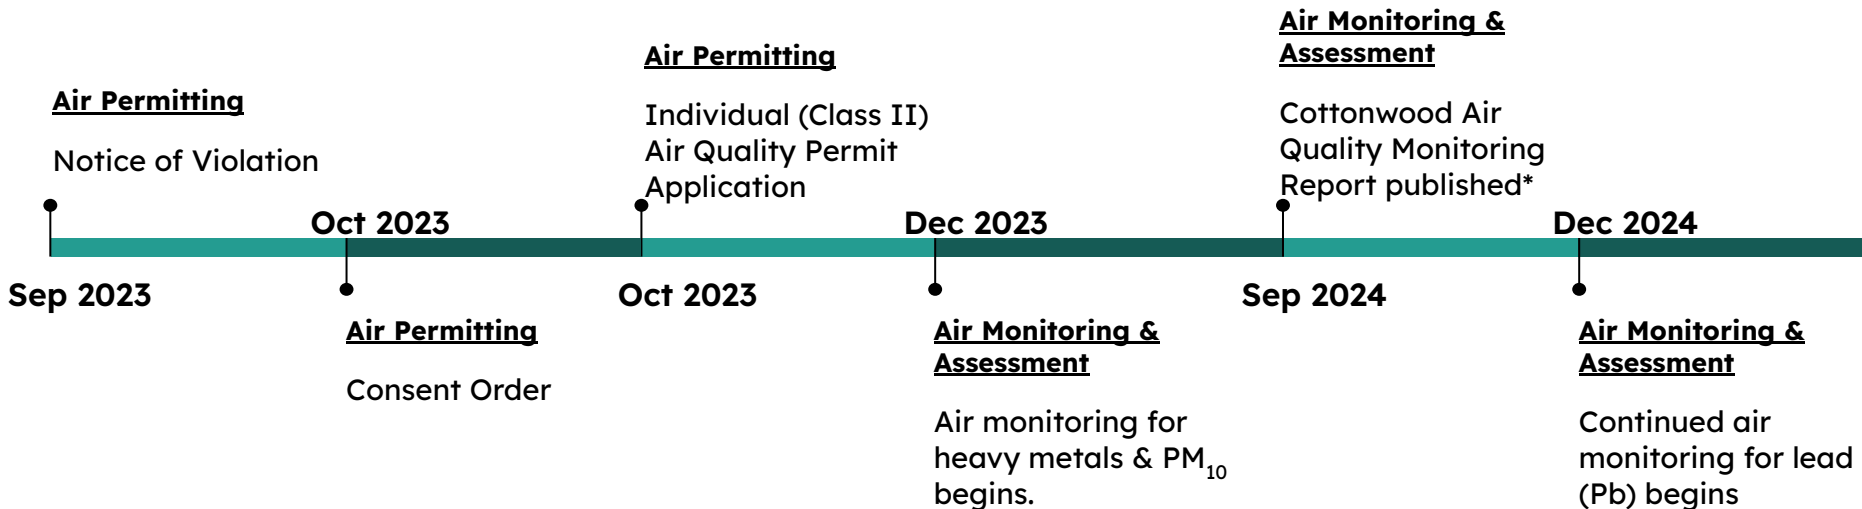 Air Permitting
Notice of Violation
Sep 2023
Oct 2023
Air Permitting
Consent Order
Air Permitting
Individual (Class II)
Air Quality Permit
Application
Oct 2023
Dec 2023
Air Monitoring &
Assessment
Air monitoring for
heavy metals & PM₁₀
begins.
Air Monitoring &
Assessment
Cottonwood Air
Quality Monitoring
Report published*
Sep 2024
Dec 2024
Air Monitoring &
Assessment
Continued air
monitoring for lead
(Pb) begins